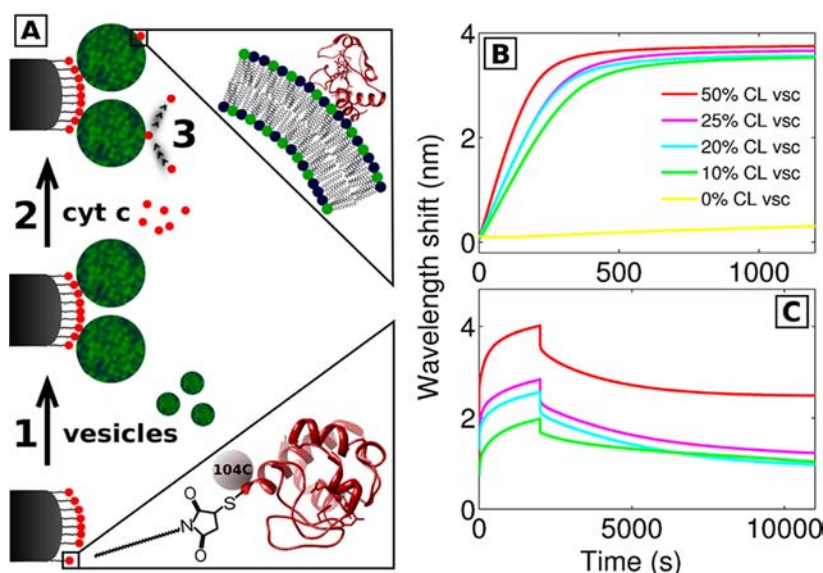 A
3
2
cyt c
1
vesicles
104C
O
N
S
O
B
4
2
0
0
500
1000
50% CL vsc
25% CL vsc
20% CL vsc
10% CL vsc
0% CL vsc
Wavelength shift (nm)
C
4
2
0
0
5000
10000
Time (s)